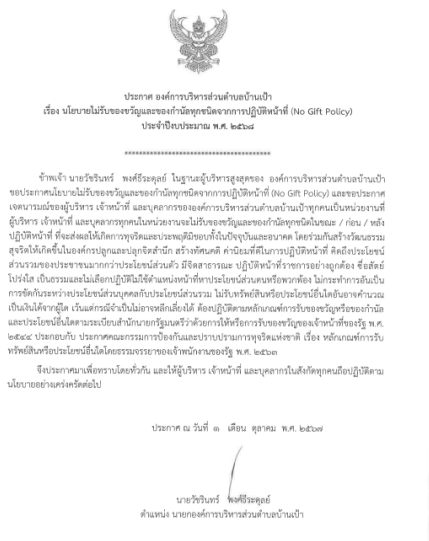 ประกาศ องค์การบริหารส่วนตำบลบ้านเป้า
เรื่อง นโยบายไม่รับของขวัญและของกำนัลทุกชนิดจากการปฏิบัติหน้าที่ (No Gift Policy)
ประจำปีงบประมาณ พ.ศ. ๒๕๖๘
ข้าพเจ้า นายวัชรินทร์ พงศ์ธีระดุลย์ ในฐานะผู้บริหารสูงสุดของ องค์การบริหารส่วนตำบลบ้านเป้า
ขอประกาศนโยบายไม่รับของขวัญและของกำนัลทุกชนิดจากการปฏิบัติหน้าที่ (No Gift Policy) และขอประกาศ
เจตนารมณ์ของผู้บริหาร เจ้าหน้าที่ และบุคลากรขององค์การบริหารส่วนตำบลบ้านเป้าทุกคนเป็นหน่วยงานที่
ผู้บริหาร เจ้าหน้าที่ และบุคลากรทุกคนในหน่วยงานจะไม่รับของขวัญและของกำนัลทุกชนิดในขณะ / ก่อน / หลัง
ปฏิบัติหน้าที่ ที่จะส่งผลให้เกิดการทุจริตและประพฤติมิชอบทั้งในปัจจุบันและอนาคต โดยร่วมกันสร้างวัฒนธรรม
สุจริตให้เกิดขึ้นในองค์กรปลูกและปลุกจิตสำนึก สร้างทัศนคติ ค่านิยมที่ดีในการปฏิบัติหน้าที่ คิดถึงประโยชน์
ส่วนรวมของประชาชนมากกว่าประโยชน์ส่วนตัว มีจิตสาธารณะ ปฏิบัติหน้าที่ราชการอย่างถูกต้อง ซื่อสัตย์
โปร่งใส เป็นธรรมและไม่เลือกปฏิบัติไม่ใช้ตำแหน่งหน้าที่หาประโยชน์ส่วนตนหรือพวกพ้อง ไม่กระทำการอันเป็น
การขัดกันระหว่างประโยชน์ส่วนบุคคลกับประโยชน์ส่วนรวม ไม่รับทรัพย์สินหรือประโยชน์อื่นใดอันอาจคำนวณ
เป็นเงินได้จากผู้ใด เว้นแต่กรณีจำเป็นไม่อาจหลีกเลี่ยงได้ ต้องปฏิบัติตามหลักเกณฑ์การรับของขวัญหรือของกำนัล
และประโยชน์อื่นใดตามระเบียบสำนักนายกรัฐมนตรีว่าด้วยการให้หรือการรับของขวัญของเจ้าหน้าที่ของรัฐ พ.ศ.
๒๕๔๔ ประกอบกับ ประกาศคณะกรรมการป้องกันและปราบปรามการทุจริตแห่งชาติ เรื่อง หลักเกณฑ์การรับ
ทรัพย์สินหรือประโยชน์อื่นใดโดยธรรมจรรยาของเจ้าพนักงานของรัฐ พ.ศ. ๒๕๖๓
จึงประกาศมาเพื่อทราบโดยทั่วกัน และให้ผู้บริหาร เจ้าหน้าที่ และบุคลากรในสังกัดทุกคนถือปฏิบัติตาม
นโยบายอย่างเคร่งครัดต่อไป
ประกาศ ณ วันที่ ๑ เดือน ตุลาคม พ.ศ. ๒๕๖๗
นายวัชรินทร์ พงศ์ธีระดุลย์
ตำแหน่ง นายกองค์การบริหารส่วนตำบลบ้านเป้า